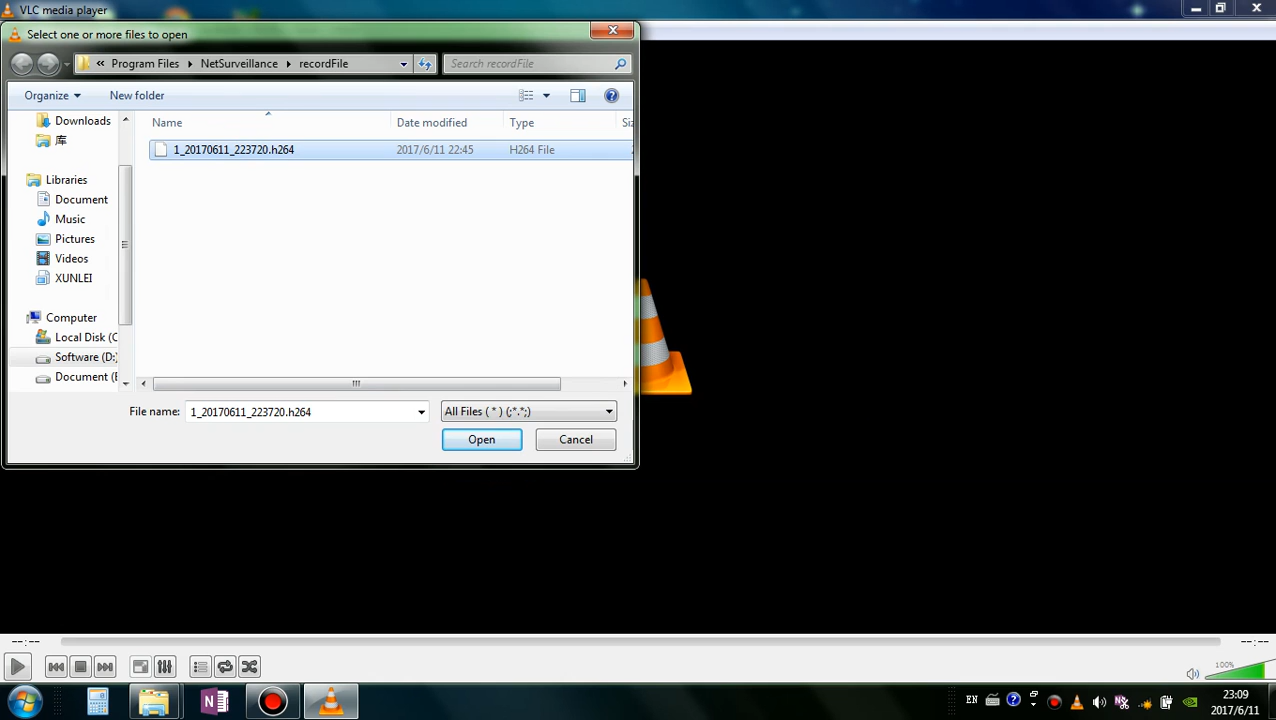 VLC media player
Select one or more files to open
« Program Files NetSurveillance recordFile
Search recordFile
Organize New folder
Name Date modified Type
1_20170611_223720.h264 2017/6/11 22:45 H264 File
Downloads
库
Libraries
Document
Music
Pictures
Videos
XUNLEI
Computer
Local Disk (C
Software (D:)
Document (E
File name: 1_20170611_223720.h264 All Files ( * ) (;*.*;)
Open Cancel
--:-- --:--
100%
EN 23:09
2017/6/11